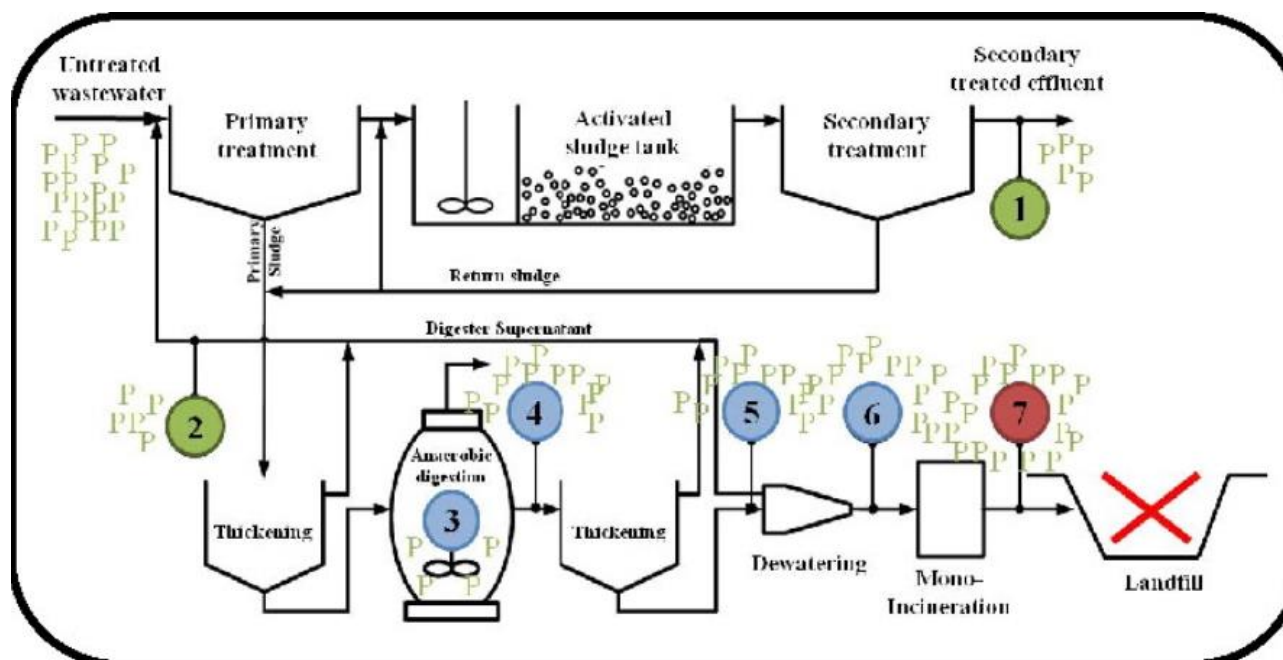 Untreated
wastewater
Primary
treatment
Activated
sludge tank
Secondary
treatment
Secondary
treated effluent
1
Primary
Sludge
Return sludge
Digester Supernatant
2
Thickening
Anaerobic
digestion
3
4
Thickening
5
Dewatering
6
Mono-
Incineration
7
Landfill